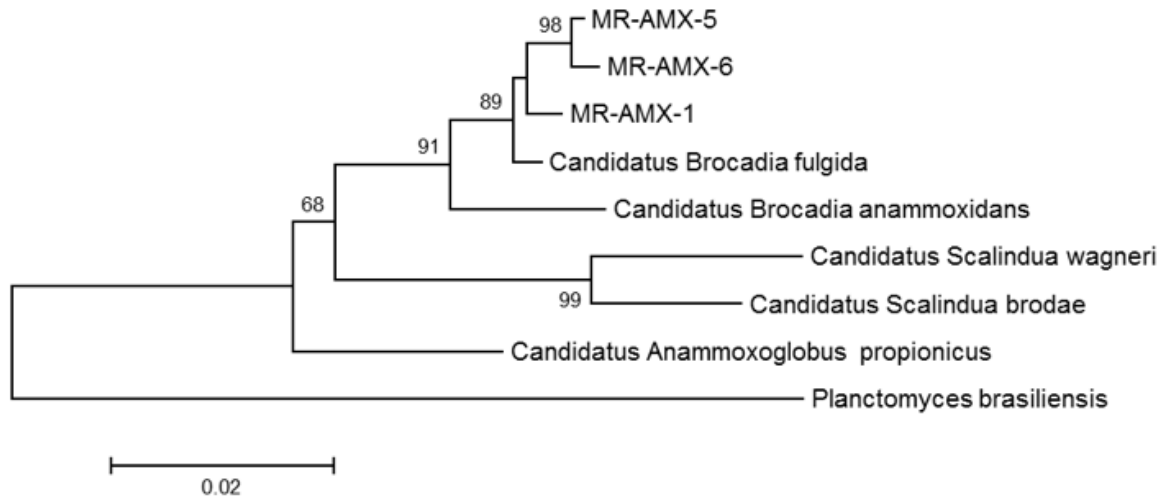 98
MR-AMX-5
MR-AMX-6
89
MR-AMX-1
91
Candidatus Brocadia fulgida
68
Candidatus Brocadia anammoxidans
Candidatus Scalindua wagneri
99
Candidatus Scalindua brodae
Candidatus Anammoxoglobus propionicus
Planctomyces brasiliensis
0.02